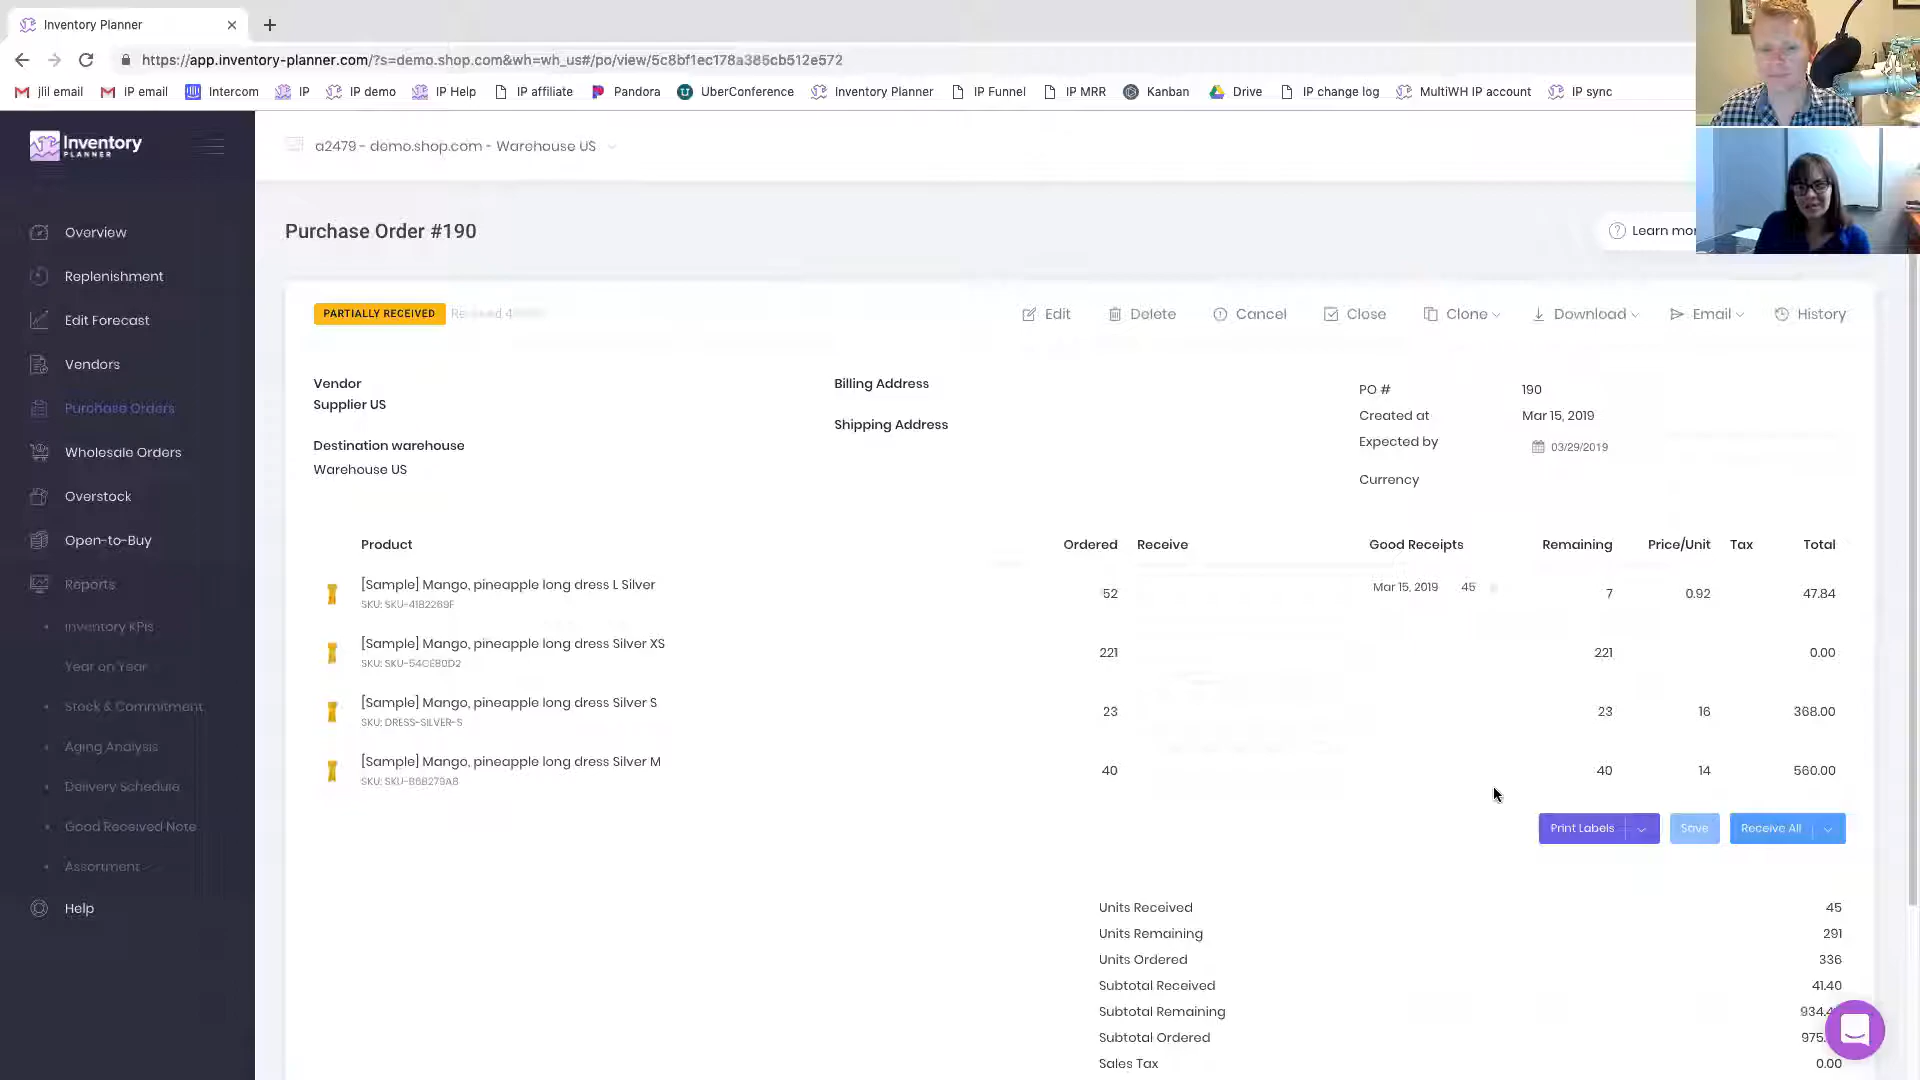 Inventory Planner
https://app.inventory-planner.com/?s=demo.shop.com&wh=wh_us#/po/view/5c8bf1ec178a386cb512e572
jlil email IP email Intercom IP IP demo IP Help IP affiliate Pandora UberConference Inventory Planner IP Funnel IP MRR Kanban Drive IP change log MultiWH IP account IP sync
Inventory
PLANNER
a2479 - demo.shop.com - Warehouse US
Overview
Replenishment
Edit Forecast
Vendors
Purchase Orders
Wholesale Orders
Overstock
Open-to-Buy
Reports
Inventory KPIs
Year on Year
Stock & Commitment
Aging Analysis
Delivery Schedule
Good Received Note
Assortment
Help
Purchase Order #190
Learn mor
PARTIALLY RECEIVED
Edit Delete Cancel Close Clone Download Email History
Vendor
Supplier US
Destination warehouse
Warehouse US
Billing Address
Shipping Address
PO # 190
Created at Mar 15, 2019
Expected by 03/29/2019
Currency
Product Ordered Receive Good Receipts Remaining Price/Unit Tax Total
[Sample] Mango, pineapple long dress L Silver 52 Mar 15, 2019 45 7 0.92 47.84
SKU: SKU-4182269F
[Sample] Mango, pineapple long dress Silver XS 221 221 0.00
SKU: SKU-54CE80D2
[Sample] Mango, pineapple long dress Silver S 23 23 16 368.00
SKU: DRESS-SILVER-S
[Sample] Mango, pineapple long dress Silver M 40 40 14 560.00
SKU: SKU-868279A8
Print Labels Save Receive All
Units Received 45
Units Remaining 291
Units Ordered 336
Subtotal Received 41.40
Subtotal Remaining 934.4
Subtotal Ordered 975.
Sales Tax 0.00